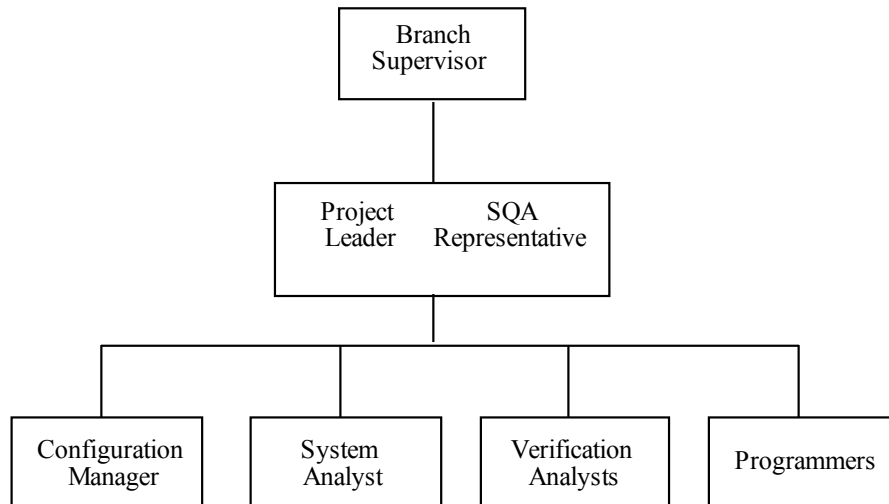 Branch
Supervisor
Project
Leader
SQA
Representative
Configuration
Manager
System
Analyst
Verification
Analysts
Programmers